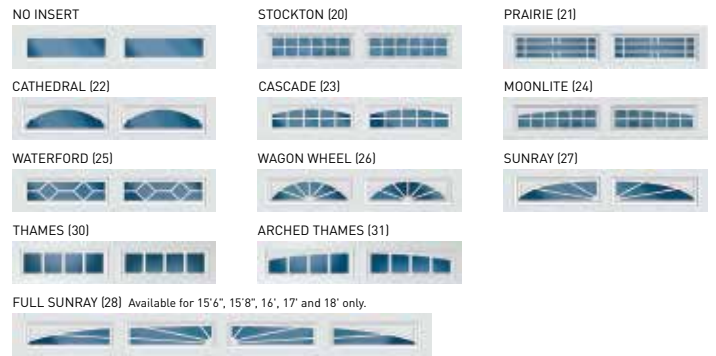 NO INSERT
STOCKTON (20)
PRAIRIE (21)
CATHEDRAL (22)
CASCADE (23)
MOONLITE (24)
WATERFORD (25)
WAGON WHEEL (26)
SUNRAY (27)
THAMES (30)
ARCHED THAMES (31)
FULL SUNRAY (28) Available for 15'6", 15'8", 16', 17' and 18' only.